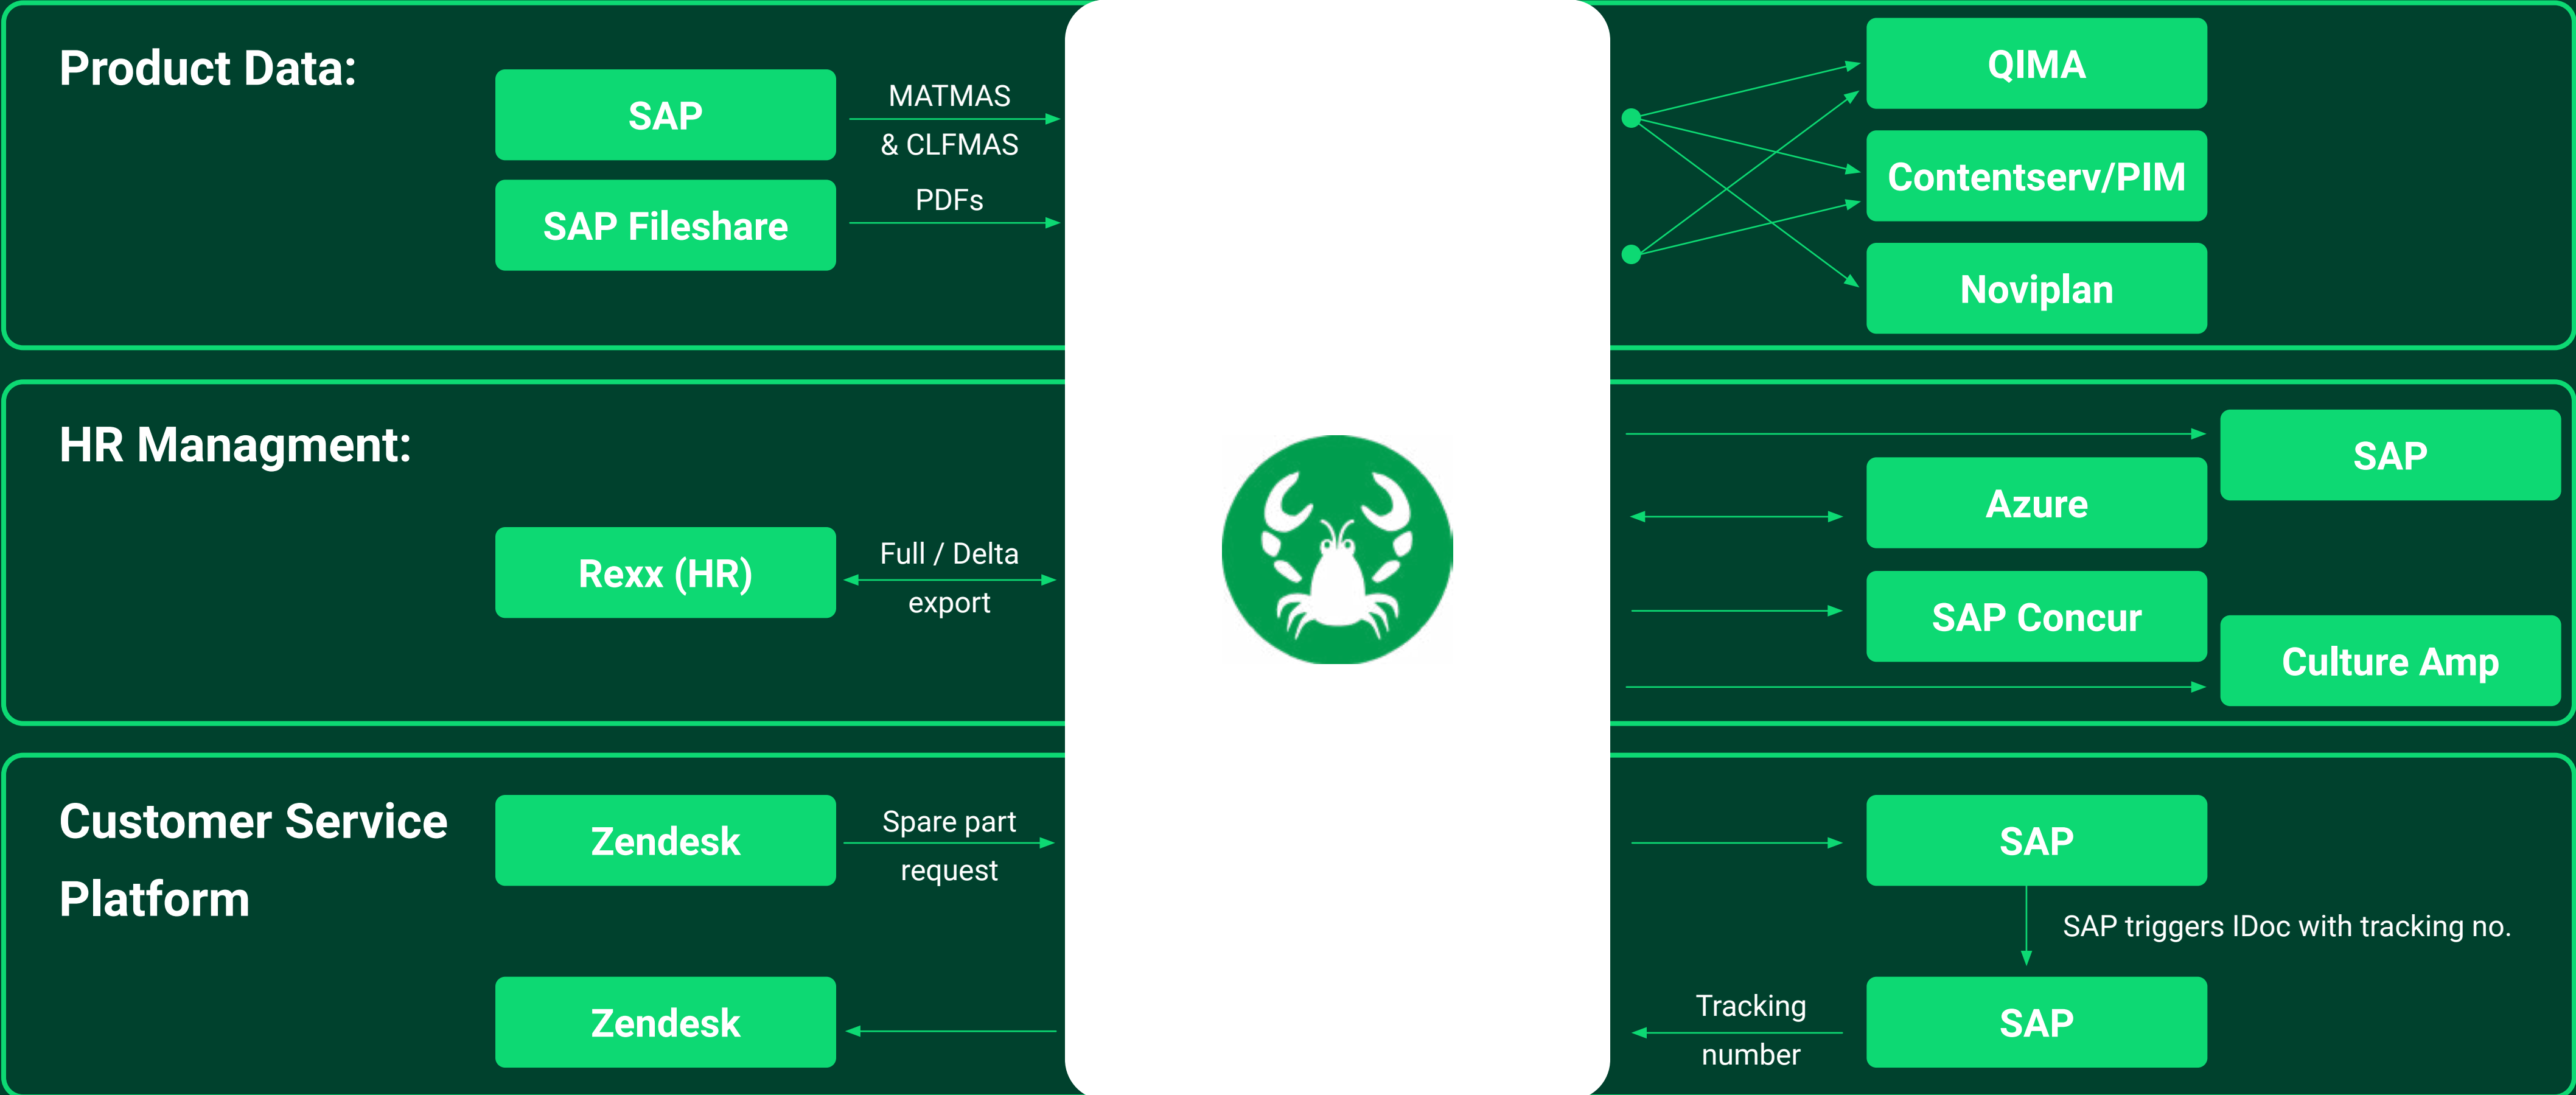 Product Data:
SAP
MATMAS
& CLFMAS
SAP Fileshare
PDFs
QIMA
Contentserv/PIM
Noviplan
HR Managment:
Rexx (HR)
Full / Delta
export
SAP
Azure
SAP Concur
Culture Amp
Customer Service
Platform
Zendesk
Spare part
request
SAP
SAP triggers IDoc with tracking no.
Zendesk
Tracking
number
SAP